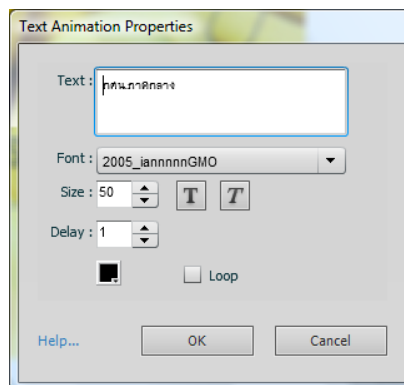 Text Animation Properties
Text :
กศน.ภาคกลาง
Font : 2005_iannnnnGMO
Size : 50 T T
Delay : 1
Loop
Help... OK Cancel